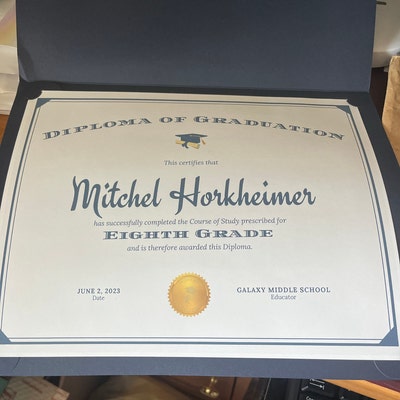 DIPLOMA OF GRADUATION
This certifies that
Mitchel Horkheimer
has successfully completed the Course of Study prescribed for
EIGHTH GRADE
and is therefore awarded this Diploma.
JUNE 2, 2023
Date
GALAXY MIDDLE SCHOOL
Educator